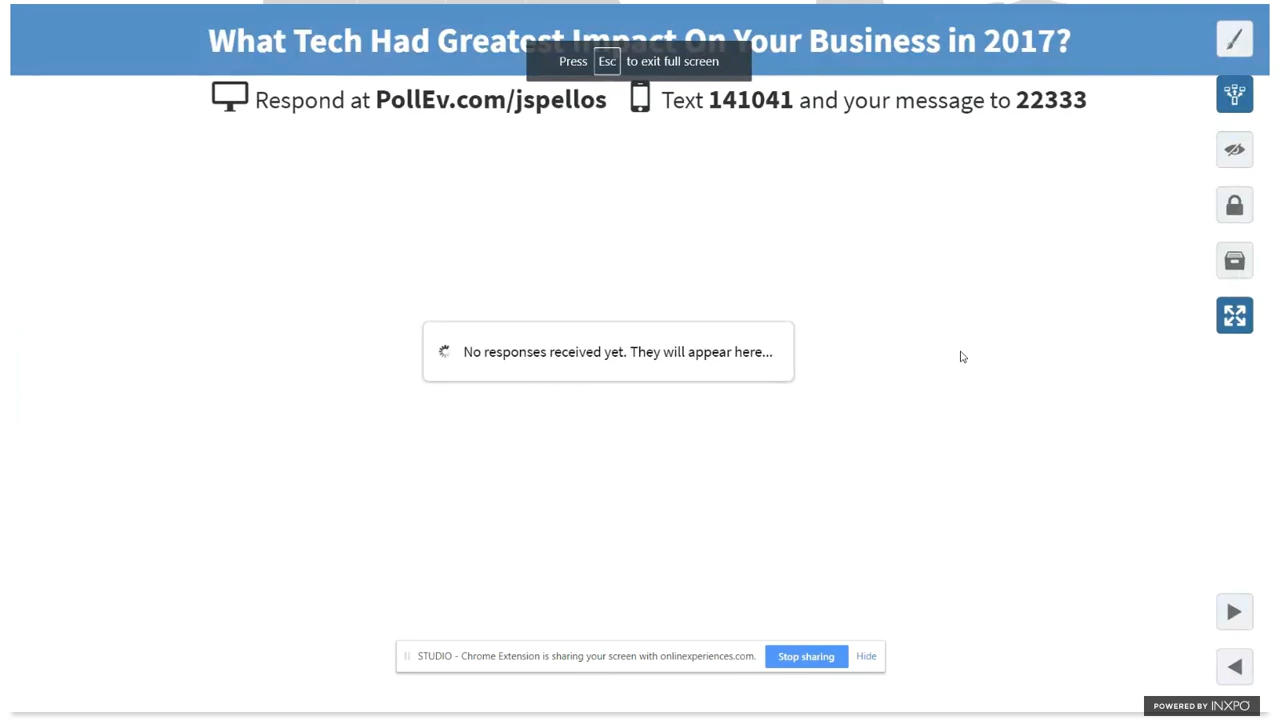 What Tech Had Greatest Impact On Your Business in 2017?
Press Esc to exit full screen
Respond at PollEv.com/jspellos Text 141041 and your message to 22333
No responses received yet. They will appear here...
STUDIO - Chrome Extension is sharing your screen with onlinexperiences.com. Stop sharing Hide
POWERED BY INXPO